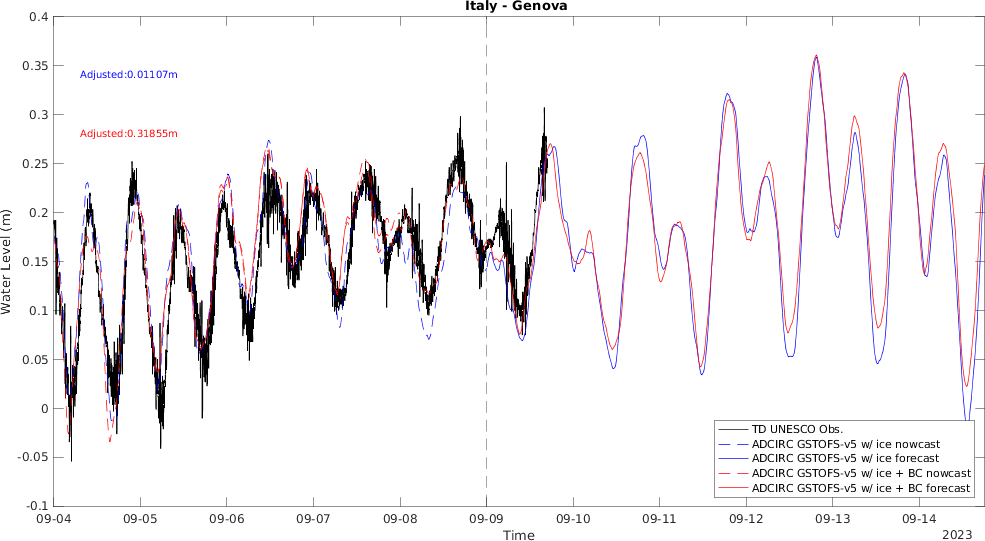 Italy - Genova
Adjusted:0.01107m
Adjusted:0.31855m
Water Level (m)
0.4
0.35
0.3
0.25
0.2
0.15
0.1
0.05
0
-0.05
-0.1
TD UNESCO Obs.
ADCIRC GSTOFS-v5 w/ ice nowcast
ADCIRC GSTOFS-v5 w/ ice forecast
ADCIRC GSTOFS-v5 w/ ice + BC nowcast
ADCIRC GSTOFS-v5 w/ ice + BC forecast
09-04 09-05 09-06 09-07 09-08 09-09 09-10 09-11 09-12 09-13 09-14
Time
2023